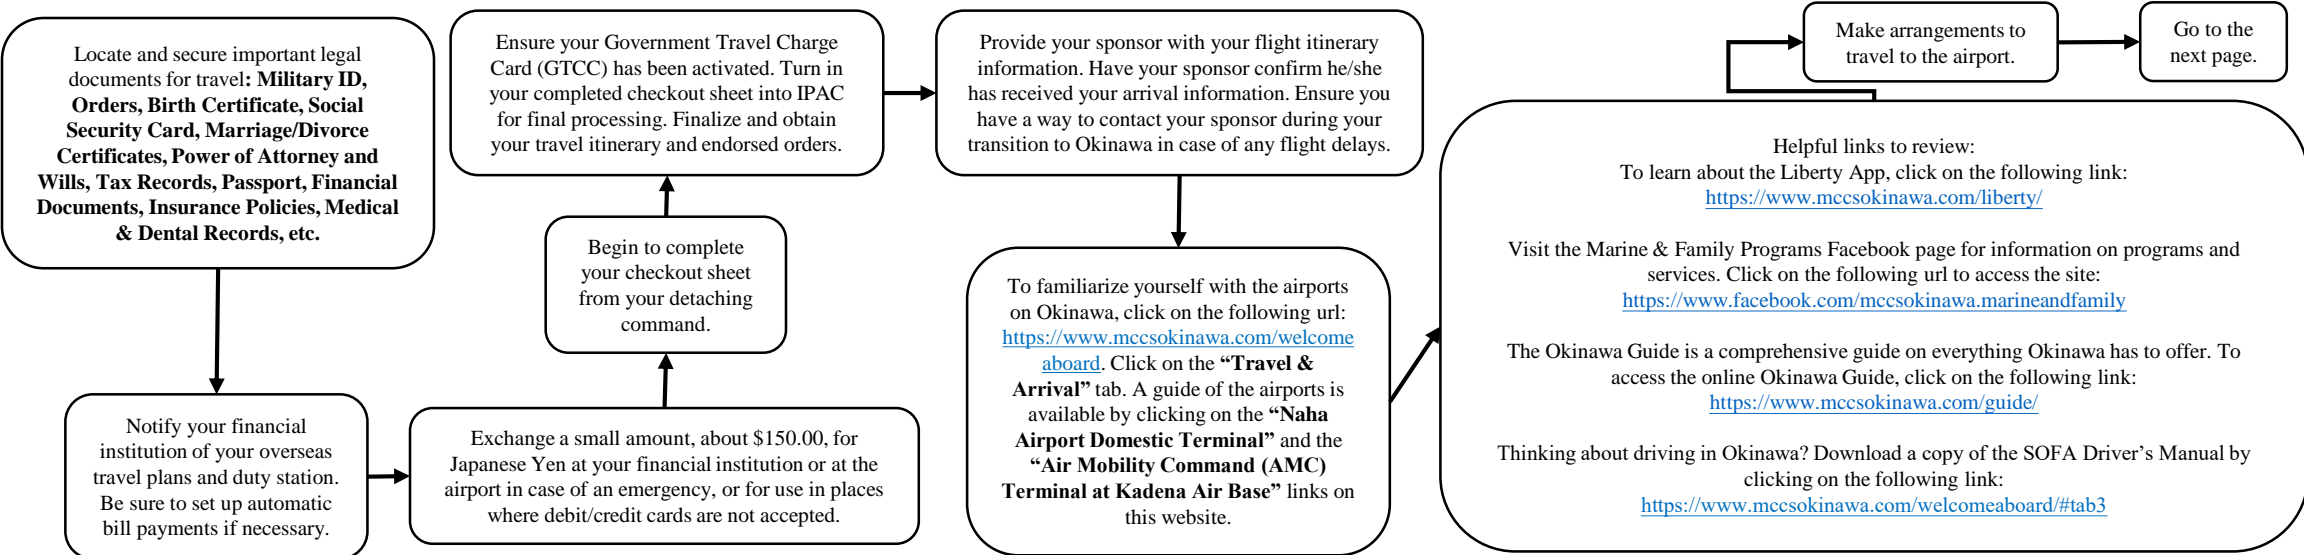 Locate and secure important legal
documents for travel: Military ID,
Orders, Birth Certificate, Social
Security Card, Marriage/Divorce
Certificates, Power of Attorney and
Wills, Tax Records, Passport, Financial
Documents, Insurance Policies, Medical
& Dental Records, etc.
Notify your financial
institution of your overseas
travel plans and duty station.
Be sure to set up automatic
bill payments if necessary.
Exchange a small amount, about $150.00, for
Japanese Yen at your financial institution or at the
airport in case of an emergency, or for use in places
where debit/credit cards are not accepted.
Begin to complete
your checkout sheet
from your detaching
command.
Ensure your Government Travel Charge
Card (GTCC) has been activated. Turn in
your completed checkout sheet into IPAC
for final processing. Finalize and obtain
your travel itinerary and endorsed orders.
Provide your sponsor with your flight itinerary
information. Have your sponsor confirm he/she
has received your arrival information. Ensure you
have a way to contact your sponsor during your
transition to Okinawa in case of any flight delays.
To familiarize yourself with the airports
on Okinawa, click on the following url:
https://www.mccsokinawa.com/welcome
aboard. Click on the “Travel &
Arrival” tab. A guide of the airports is
available by clicking on the “Naha
Airport Domestic Terminal” and the
“Air Mobility Command (AMC)
Terminal at Kadena Air Base” links on
this website.
Helpful links to review:
To learn about the Liberty App, click on the following link:
https://www.mccsokinawa.com/liberty/
Visit the Marine & Family Programs Facebook page for information on programs and
services. Click on the following url to access the site:
https://www.facebook.com/mccsokinawa.marineandfamily
The Okinawa Guide is a comprehensive guide on everything Okinawa has to offer. To
access the online Okinawa Guide, click on the following link:
https://www.mccsokinawa.com/guide/
Thinking about driving in Okinawa? Download a copy of the SOFA Driver’s Manual by
clicking on the following link:
https://www.mccsokinawa.com/welcomeaboard/#tab3
Make arrangements to
travel to the airport.
Go to the
next page.